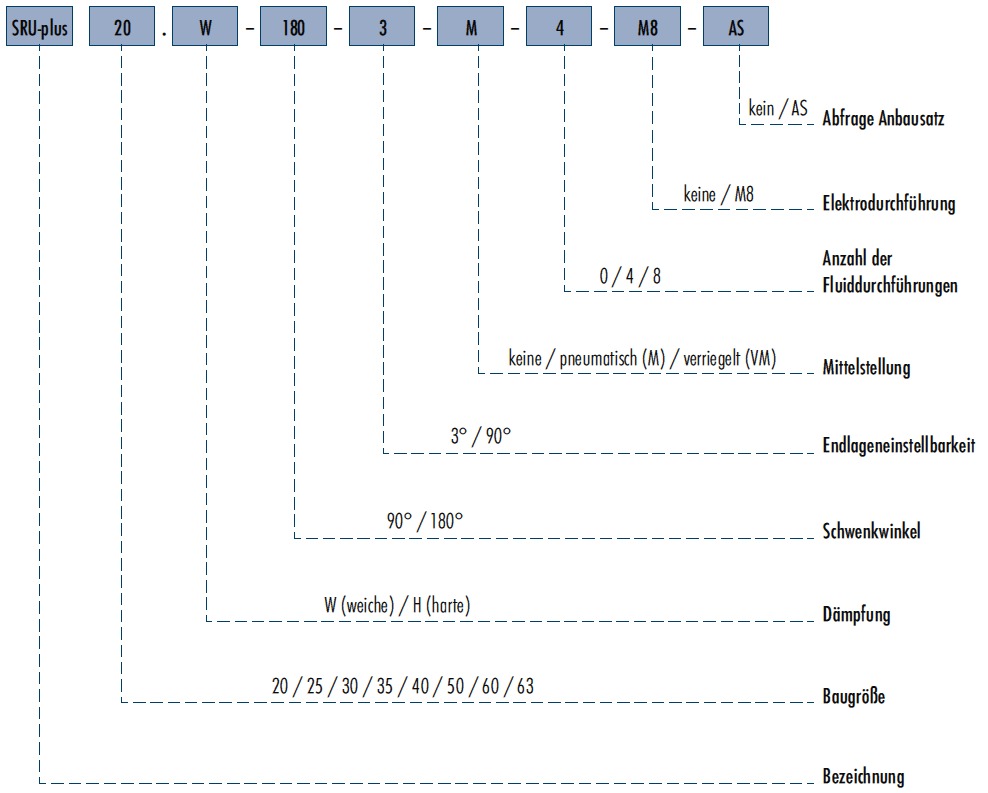 SRU-plus 20 . W - 180 - 3 - M - 4 - M8 - AS
kein / AS Abfrage Anbausatz
keine / M8 Elektrodurchführung
Anzahl der
0 / 4 / 8 Fluiddurchführungen
keine / pneumatisch (M) / verriegelt (VM) Mittelstellung
3° / 90° Endlageneinstellbarkeit
90° / 180° Schwenkwinkel
W (weiche) / H (harte) Dämpfung
20 / 25 / 30 / 35 / 40 / 50 / 60 / 63 Baugröße
Bezeichnung